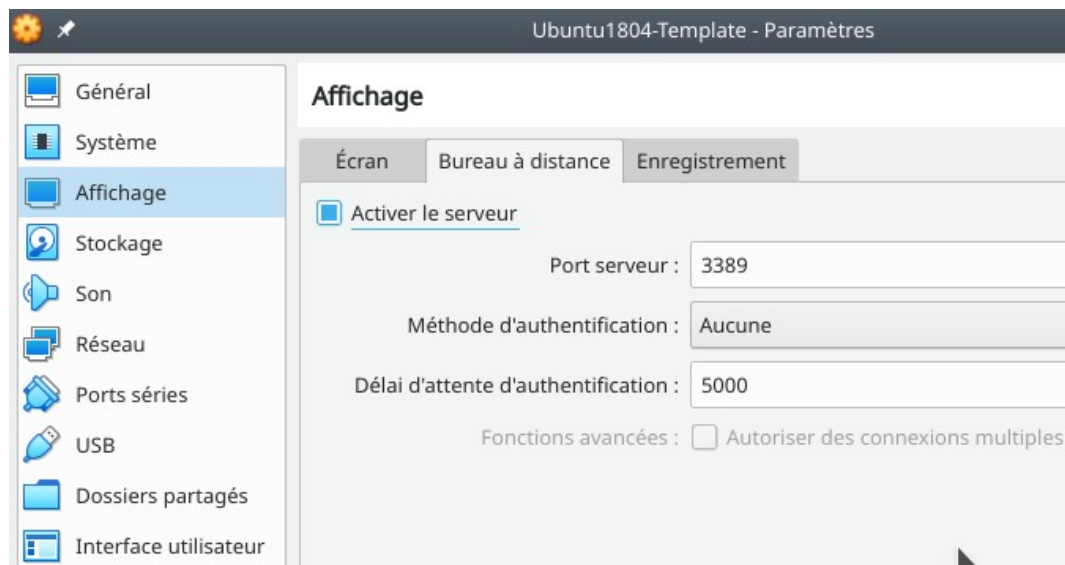 Ubuntu1804-Template - Paramètres
Général
Système
Affichage
Stockage
Son
Réseau
Ports séries
USB
Dossiers partagés
Interface utilisateur
Affichage
Écran Bureau à distance Enregistrement
Activer le serveur
Port serveur : 3389
Méthode d'authentification : Aucune
Délai d'attente d'authentification : 5000
Fonctions avancées : Autoriser des connexions multiples